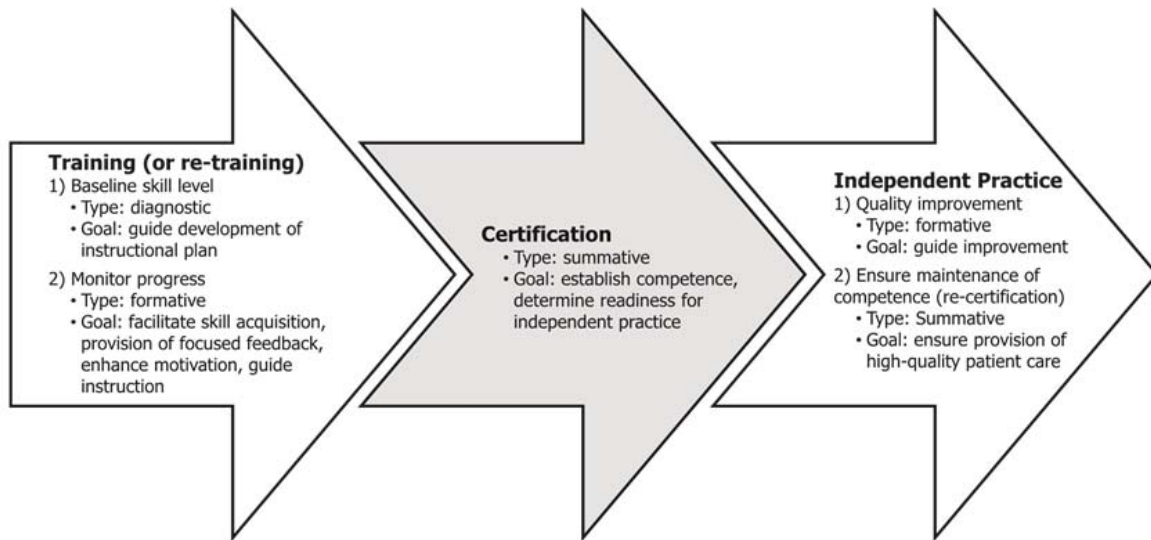 Training (or re-training)
1) Baseline skill level
• Type: diagnostic
• Goal: guide development of
instructional plan
2) Monitor progress
• Type: formative
• Goal: facilitate skill acquisition,
provision of focused feedback,
enhance motivation, guide
instruction
Certification
• Type: summative
• Goal: establish competence,
determine readiness for
independent practice
Independent Practice
1) Quality improvement
• Type: formative
• Goal: guide improvement
2) Ensure maintenance of
competence (re-certification)
• Type: Summative
• Goal: ensure provision of
high-quality patient care